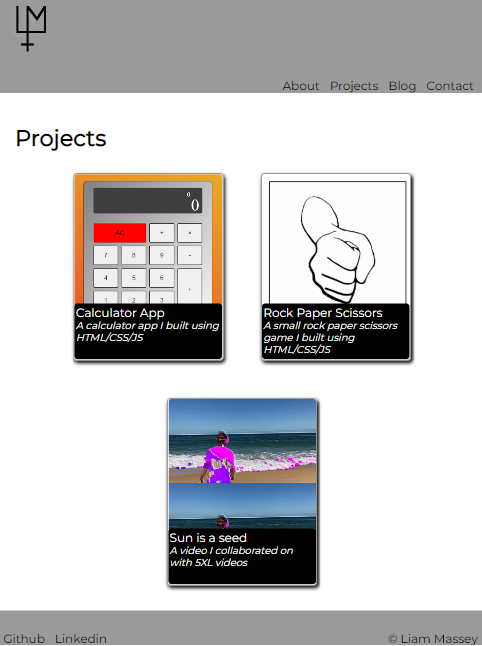 LM
About Projects Blog Contact
Projects
0
0
AC
+
×
7 8 9 -
4 5 6
1 2 3
Calculator App
A calculator app I built using
HTML/CSS/JS
Rock Paper Scissors
A small rock paper scissors
game I built using
HTML/CSS/JS
Sun is a seed
A video I collaborated on
with 5XL videos
Github Linkedin
© Liam Massey